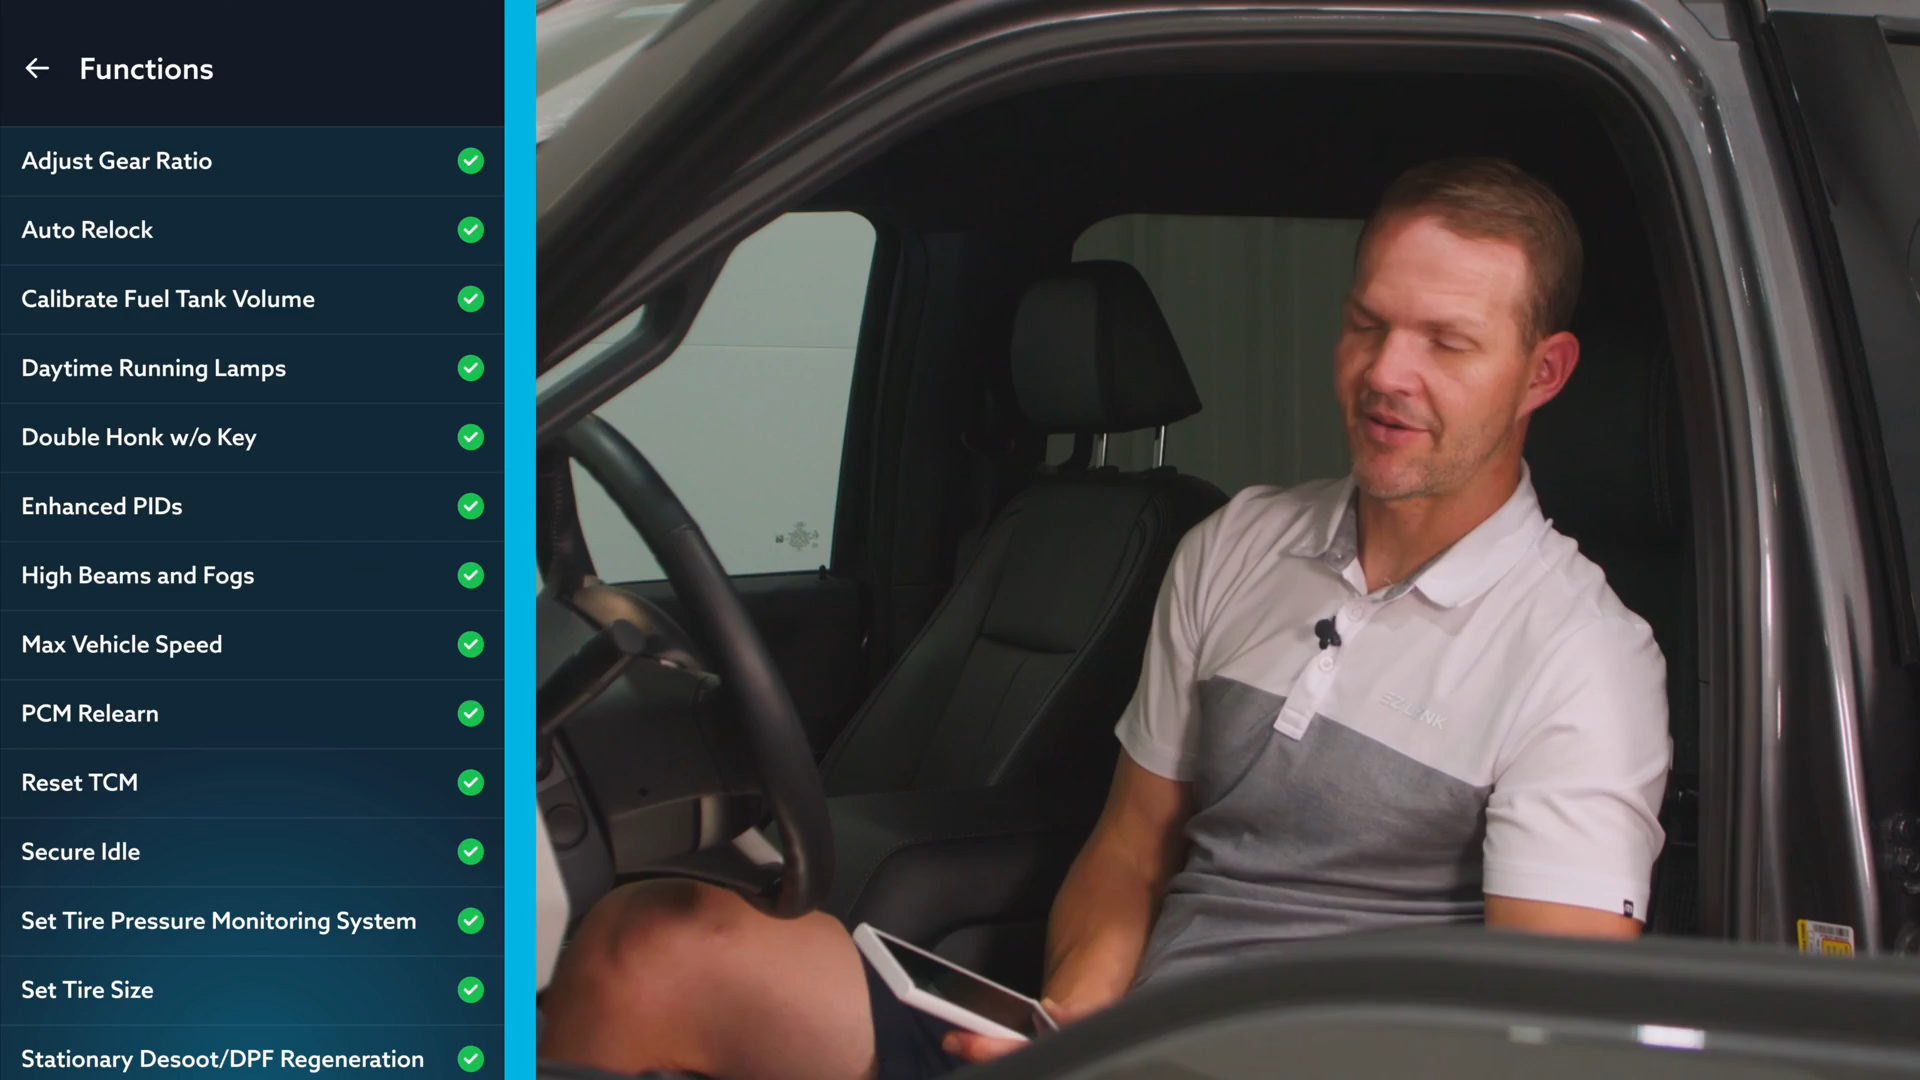 Functions
Adjust Gear Ratio
Auto Relock
Calibrate Fuel Tank Volume
Daytime Running Lamps
Double Honk w/o Key
Enhanced PIDs
High Beams and Fogs
Max Vehicle Speed
PCM Relearn
Reset TCM
Secure Idle
Set Tire Pressure Monitoring System
Set Tire Size
Stationary Desoot/DPF Regeneration
EZ LYNK